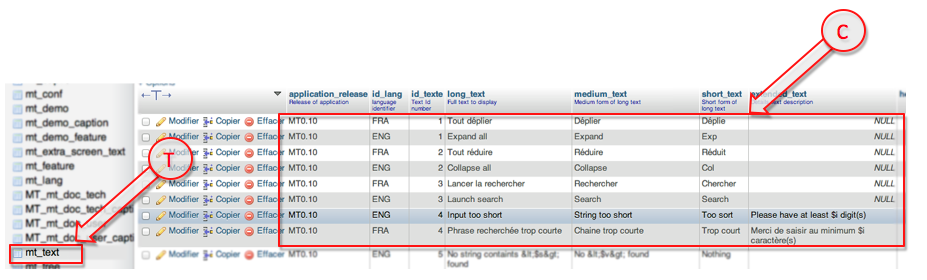 C
mt_conf
mt_demo
mt_demo_caption
mt_demo_feature
mt_extra_screen_text
mt_feature
mt_lang
MT_mt_doc_tech
mt_text
T
←T→ application_release id_lang id_texte long_text medium_text short_text extended_text
Release of application language identifier Text Id number Full text to display Medium form of long text Short form of long text text description
Modifier Copier Effacer MT0.10 FRA 1 Tout déplier Déplier Déplie NULL
Modifier Copier Effacer MT0.10 ENG 1 Expand all Expand Exp NULL
Modifier Copier Effacer MT0.10 FRA 2 Tout réduire Réduire Réduit NULL
Modifier Copier Effacer MT0.10 ENG 2 Collapse all Collapse Col NULL
Modifier Copier Effacer MT0.10 FRA 3 Lancer la rechercher Rechercher Chercher NULL
Modifier Copier Effacer MT0.10 ENG 3 Launch search Search Search NULL
Modifier Copier Effacer MT0.10 ENG 4 Input too short String too short Too sort Please have at least $i digit(s)
Modifier Copier Effacer MT0.10 FRA 4 Phrase recherchée trop courte Chaine trop courte Trop court Merci de saisir au minimum $i
caractère(s)
Modifier Copier Effacer MT0.10 ENG 5 No string containts &lt;$s&gt; No &lt;$v&gt; found Nothing
found